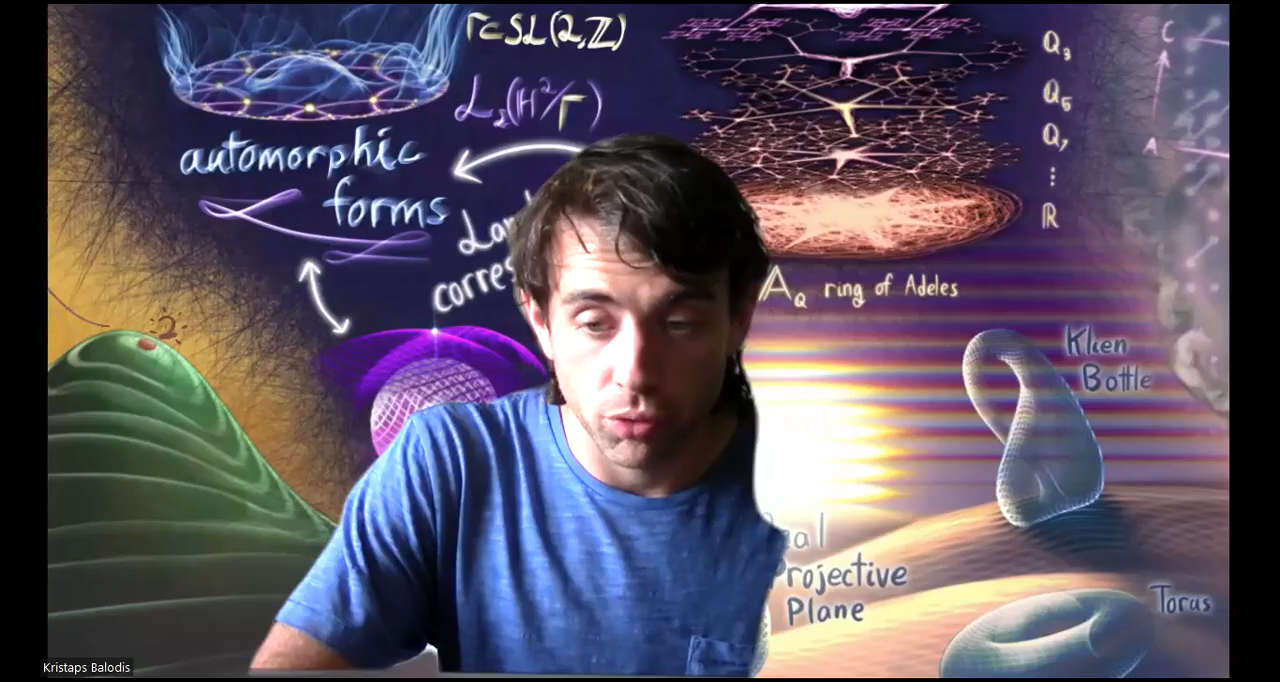 Γ⊂SL(2,ℤ)
L₂(ℍ²/Γ)
automorphic
forms
Q₃
Q₅
Q₇
⋮
ℝ
C
A
𝔸_Q ring of Adeles
Klien
Bottle
Projective
Plane
Torus
Kristaps Balodis